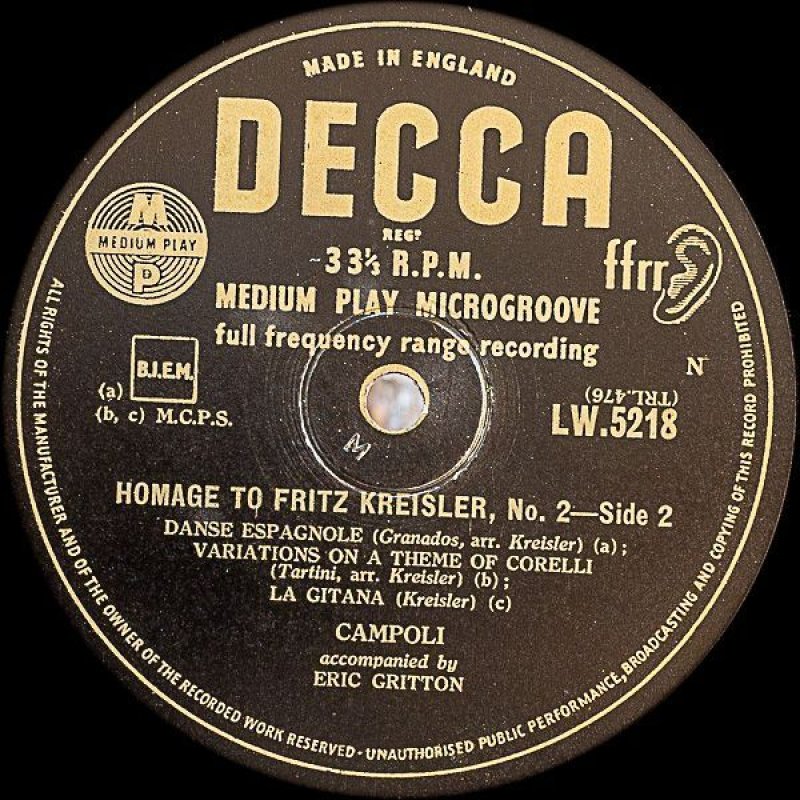 MADE IN ENGLAND
DECCA
REGD
33⅓ R.P.M.
MEDIUM PLAY MICROGROOVE
full frequency range recording
M
MEDIUM PLAY
P
ffrr
B.I.E.M.
(a)
(b, c) M.C.P.S.
N
(TRL.476)
LW.5218
M
HOMAGE TO FRITZ KREISLER, No. 2—Side 2
DANSE ESPAGNOLE (Granados, arr. Kreisler) (a);
VARIATIONS ON A THEME OF CORELLI
(Tartini, arr. Kreisler) (b);
LA GITANA (Kreisler) (c)
CAMPOLI
accompanied by
ERIC GRITTON
ALL RIGHTS OF THE MANUFACTURER AND OF THE OWNER OF THE RECORDED WORK RESERVED · UNAUTHORISED PUBLIC PERFORMANCE, BROADCASTING AND COPYING OF THIS RECORD PROHIBITED